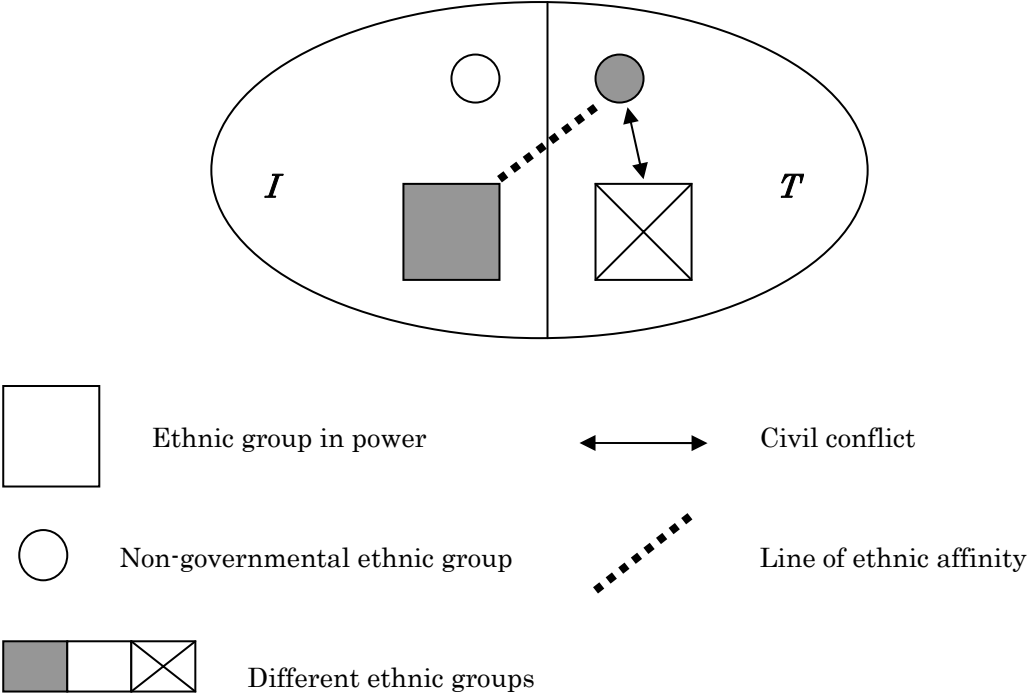 I
T
Ethnic group in power
Civil conflict
Non-governmental ethnic group
Line of ethnic affinity
Different ethnic groups